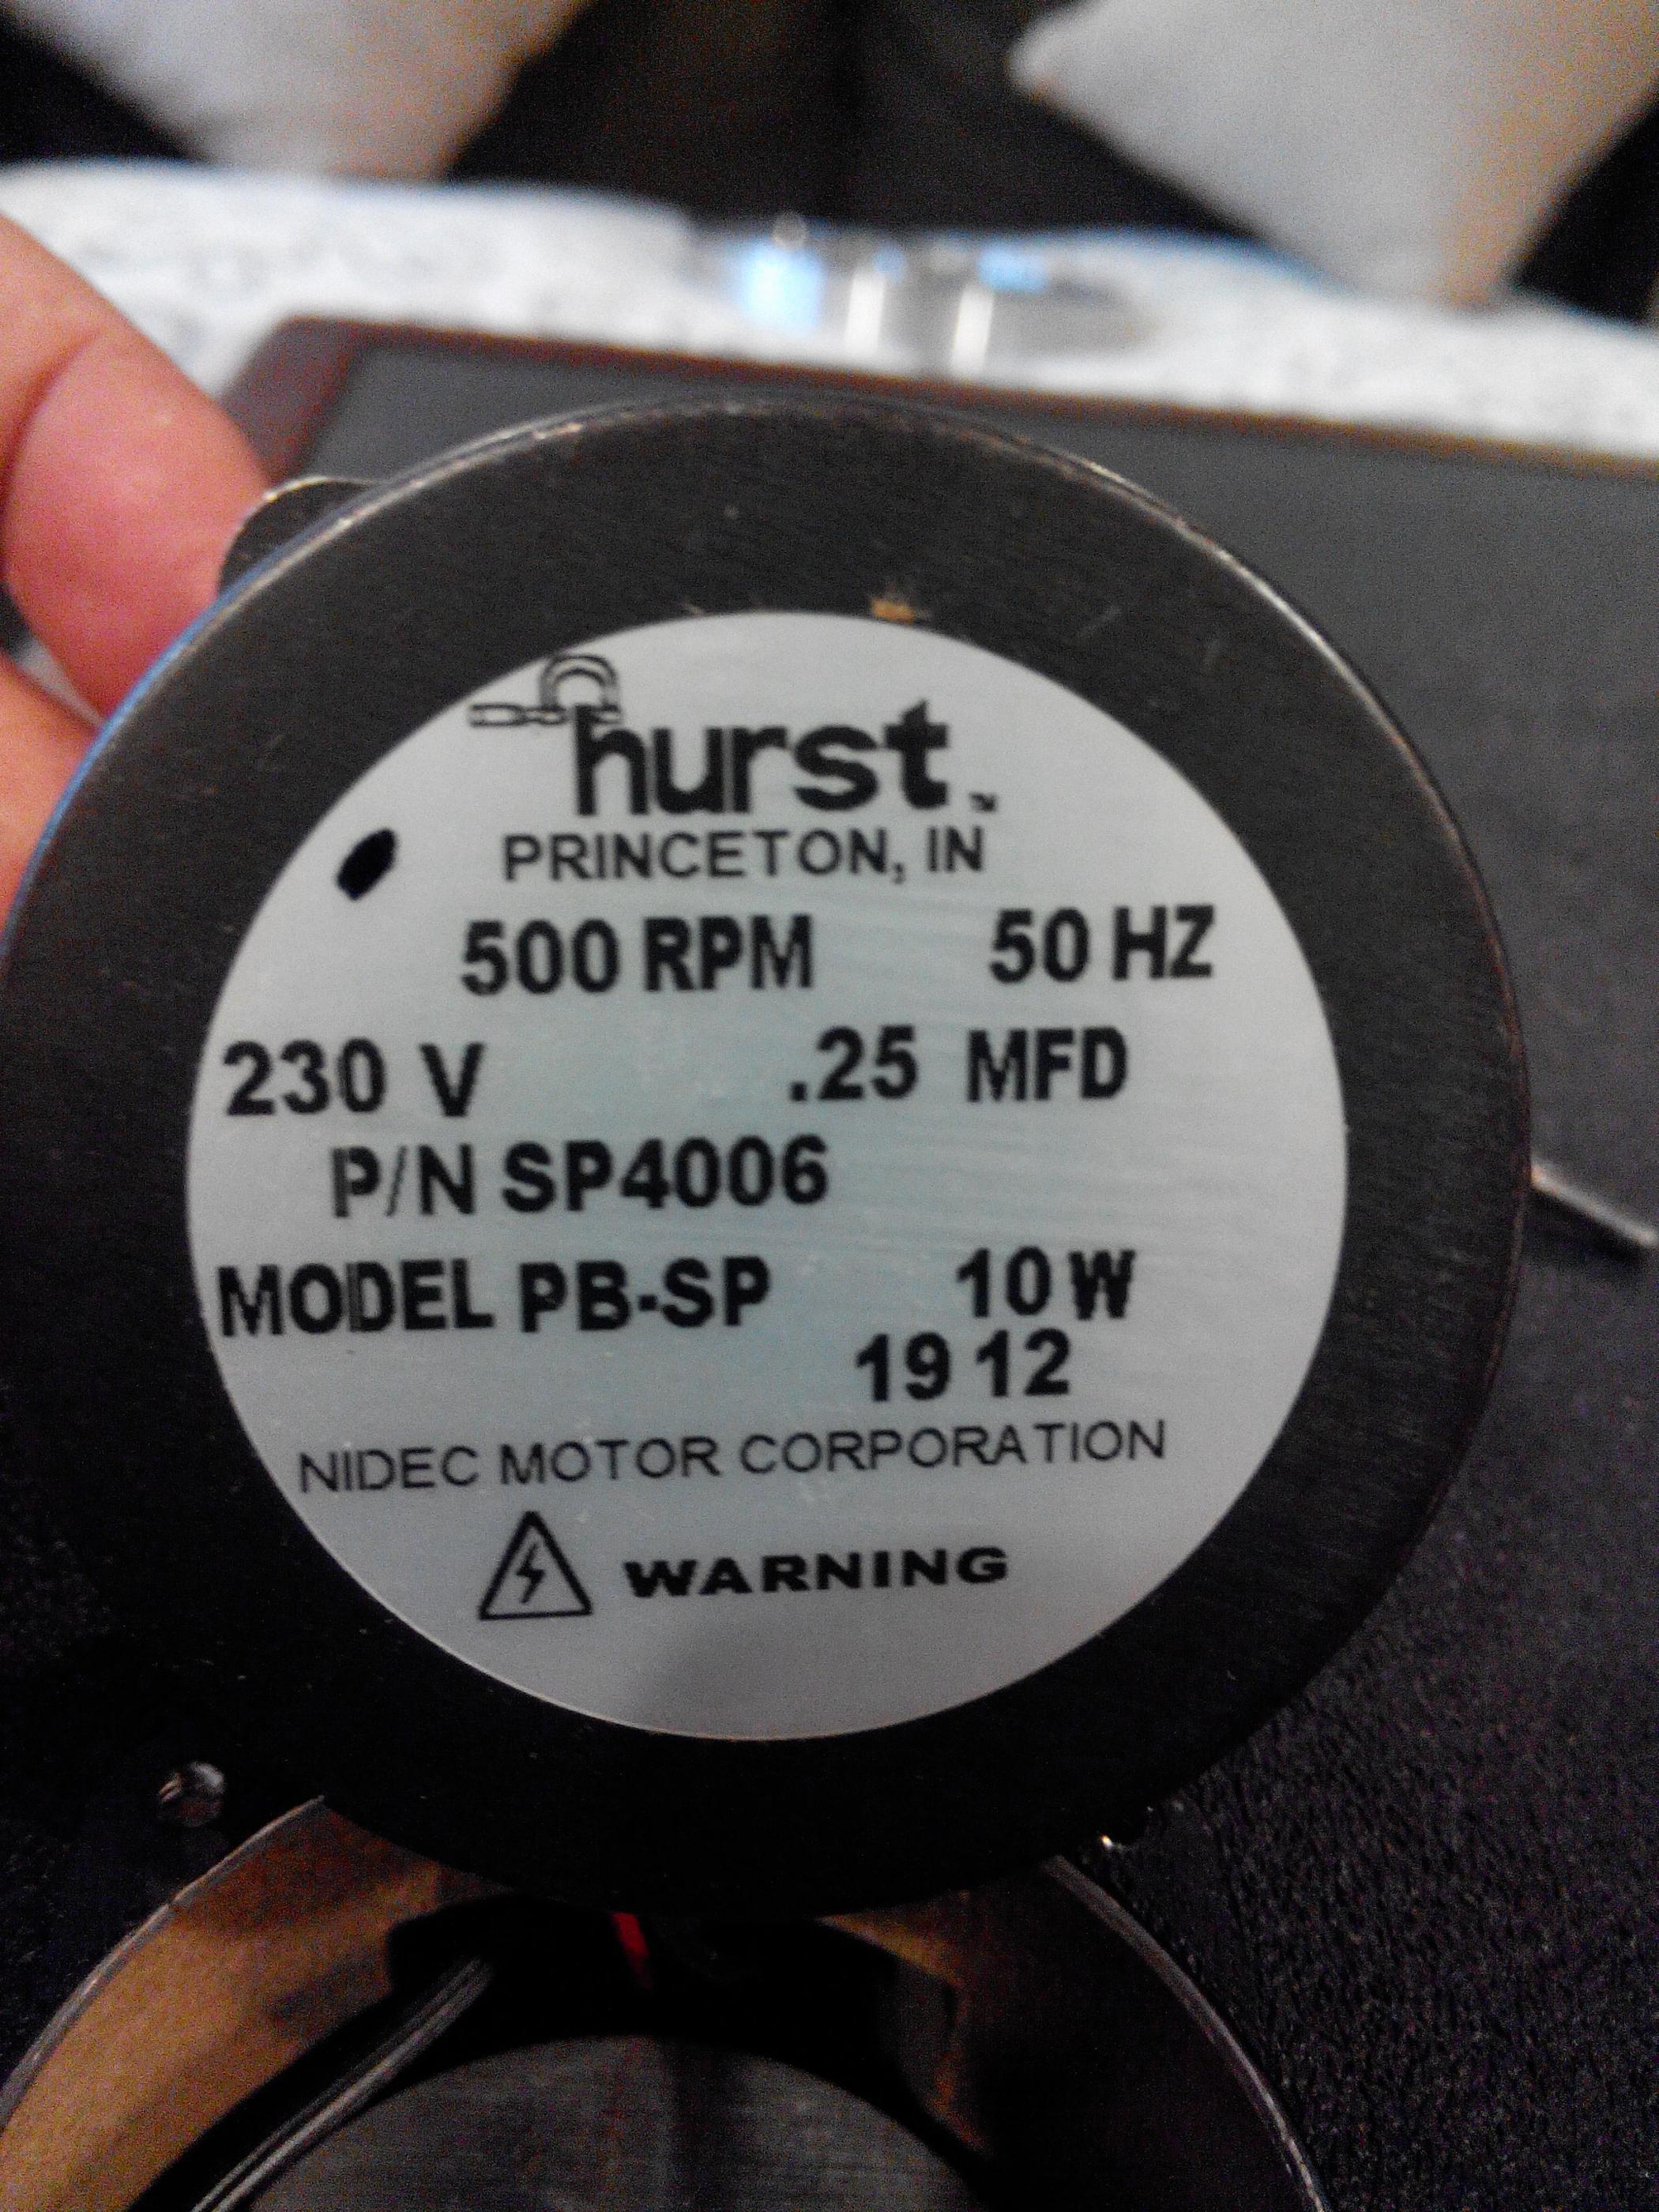 hurst™
PRINCETON, IN
500 RPM 50 HZ
230 V .25 MFD
P/N SP4006
MODEL PB-SP 10 W
19 12
NIDEC MOTOR CORPORATION
WARNING